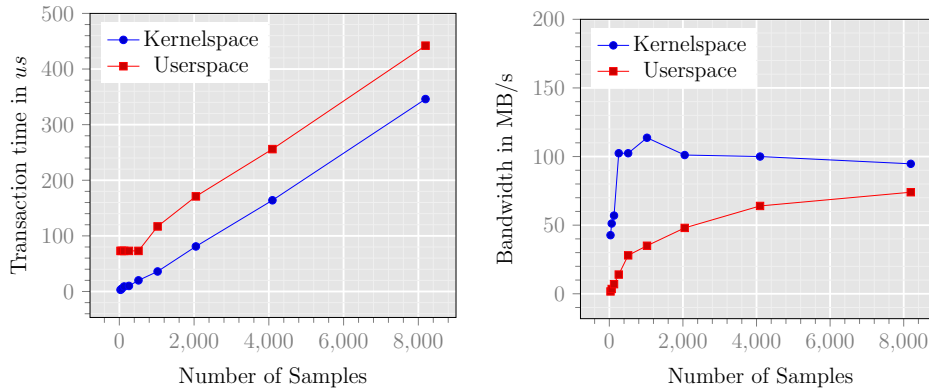 500
400
300
200
100
0
Transaction time in us
Kernelspace
Userspace
0 2,000 4,000 6,000 8,000
Number of Samples
200
150
100
50
0
Bandwidth in MB/s
Kernelspace
Userspace
0 2,000 4,000 6,000 8,000
Number of Samples